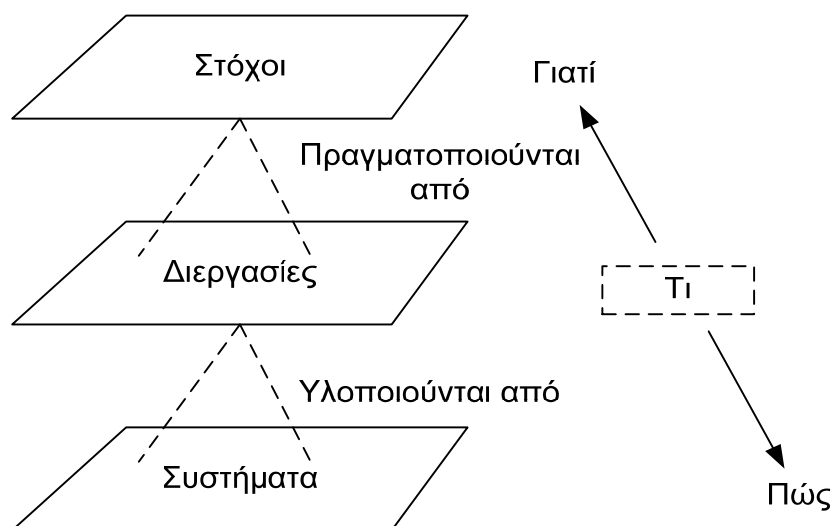 Στόχοι
Γιατί
Πραγματοποιούνται
από
Διεργασίες
Τι
Υλοποιούνται από
Συστήματα
Πώς